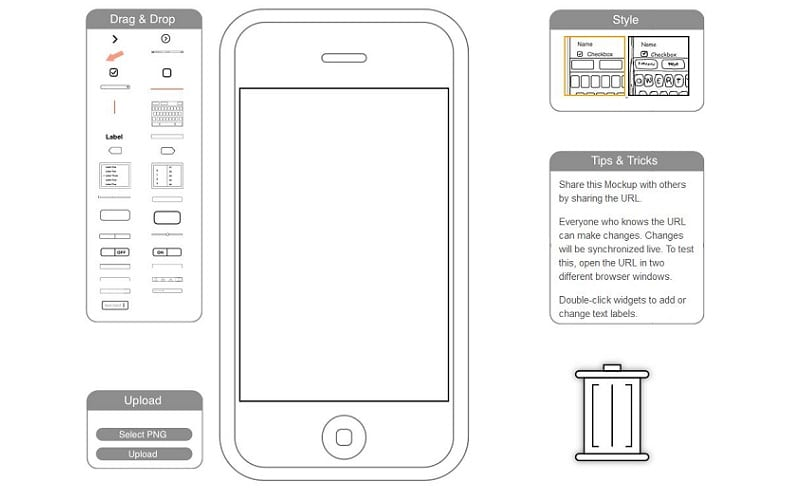 Drag & Drop
Label
OFF
ON
Upload
Select PNG
Upload
Style
Name
Checkbox
Name
Checkbox
Tips & Tricks
Share this Mockup with others
by sharing the URL.
Everyone who knows the URL
can make changes. Changes
will be synchronized live. To test
this, open the URL in two
different browser windows.
Double-click widgets to add or
change text labels.